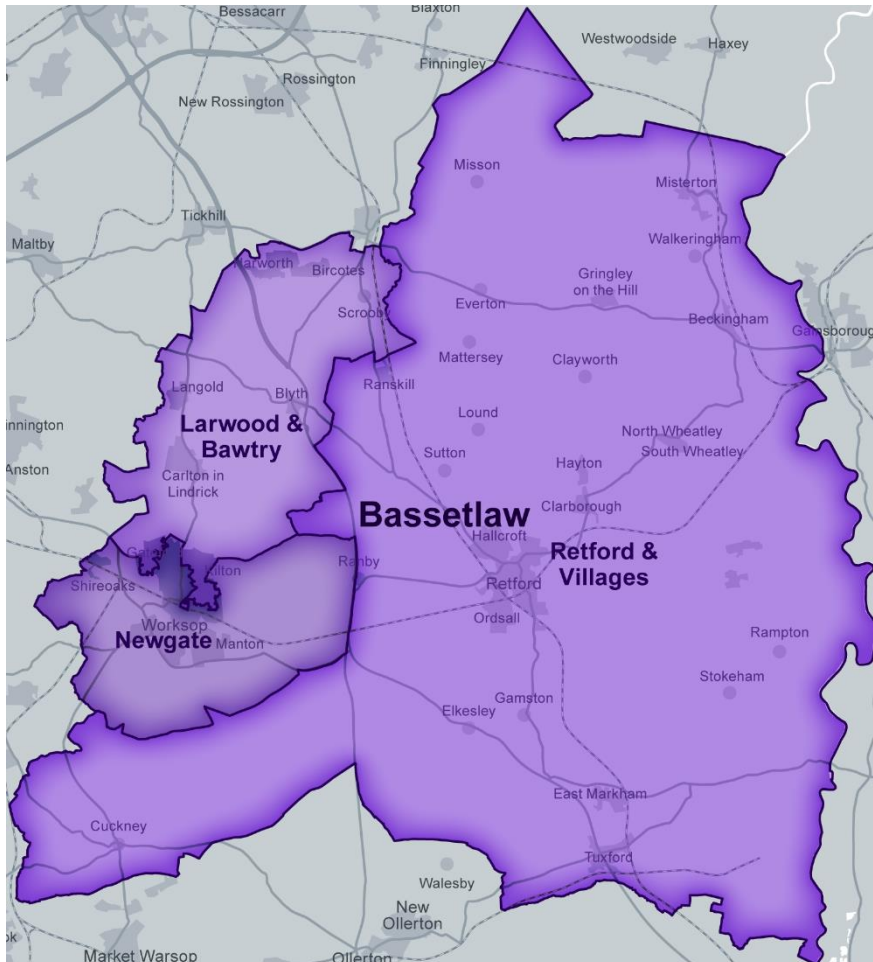 Bessacarr
Blaxton
Westwoodside
Haxey
Finningley
Rossington
New Rossington
Misson
Misterton
Tickhill
Maltby
Walkeringham
Harworth
Bircotes
Gringley
on the Hill
Everton
Scrooby
Beckingham
Gainsborough
Mattersey
Clayworth
Ranskill
Langold
Blyth
Larwood &
Bawtry
Lound
innington
North Wheatley
South Wheatley
Sutton
Hayton
Anston
Carlton in
Lindrick
Clarborough
Bassetlaw
Hallcroft
Retford &
Villages
Ranby
Kilton
Shireoaks
Retford
Worksop
Ordsall
Newgate
Manton
Rampton
Stokeham
Gamston
Elkesley
East Markham
Cuckney
Tuxford
Walesby
New
Ollerton
Market Warsop
Ollerton